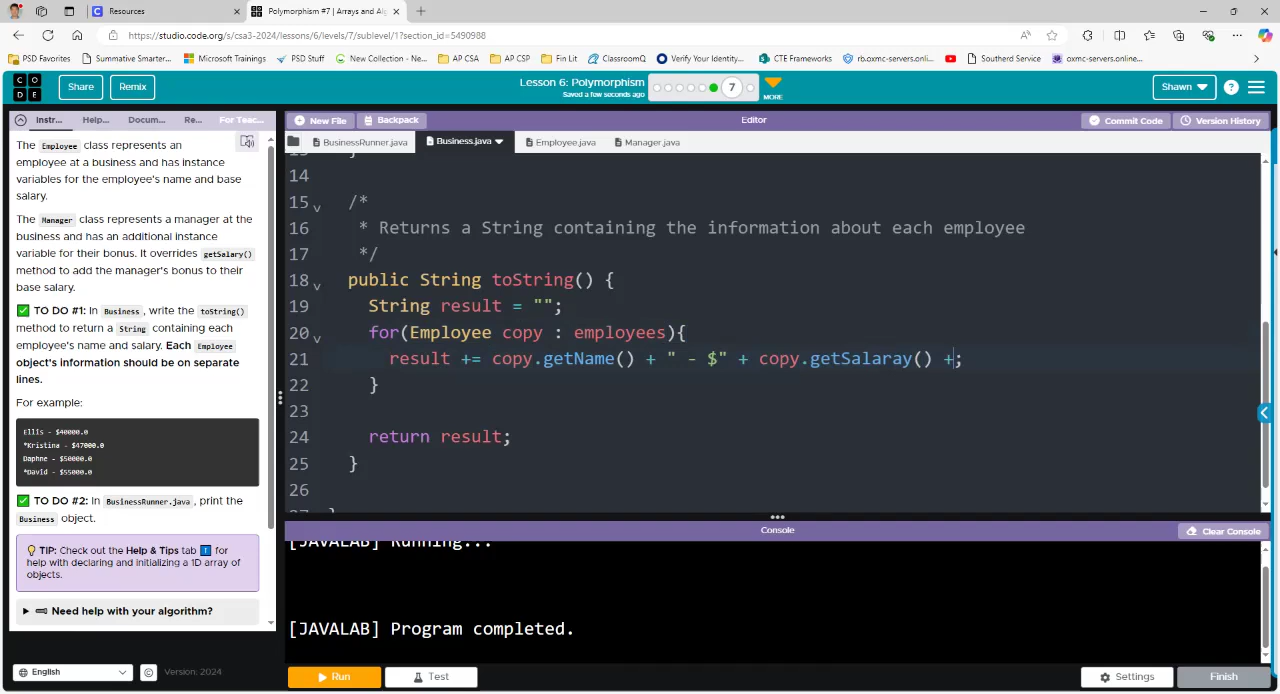 Resources
Polymorphism #7 | Arrays and Alg
https://studio.code.org/s/csa3-2024/lessons/6/levels/7/sublevel/1?section_id=5490988
PSD Favorites
Summative Smarter...
Microsoft Trainings
PSD Stuff
New Collection - Ne...
AP CSA
AP CSP
Fin Lit
ClassroomQ
Verify Your Identity,...
CTE Frameworks
rb.oxmc-servers.onli...
Southerd Service
oxmc-servers.online...
C O
D E
Share
Remix
Lesson 6: Polymorphism
Saved a few seconds ago
7
MORE
Shawn
?
Instr...
Help...
Docum...
Re...
For Teac...
New File
Backpack
Editor
Commit Code
Version History
BusinessRunner.java
Business.java
Employee.java
Manager.java
The Employee class represents an
employee at a business and has instance
variables for the employee's name and base
salary.
The Manager class represents a manager at the
business and has an additional instance
variable for their bonus. It overrides getSalary()
method to add the manager's bonus to their
base salary.
TO DO #1: In Business, write the toString()
method to return a String containing each
employee's name and salary. Each Employee
object's information should be on separate
lines.
For example:
Ellis - $40000.0
*Kristina - $47000.0
Daphne - $50000.0
*David - $55000.0
TO DO #2: In BusinessRunner.java, print the
Business object.
TIP: Check out the Help & Tips tab for
help with declaring and initializing a 1D array of
objects.
Need help with your algorithm?
13 }
14
15 /*
16 * Returns a String containing the information about each employee
17 */
18 public String toString() {
19 String result = "";
20 for(Employee copy : employees){
21 result += copy.getName() + " - $" + copy.getSalaray() +;
22 }
23
24 return result;
25 }
26
27 }
Console
Clear Console
[JAVALAB] Running...
[JAVALAB] Program completed.
English
© Version: 2024
Run
Test
Settings
Finish